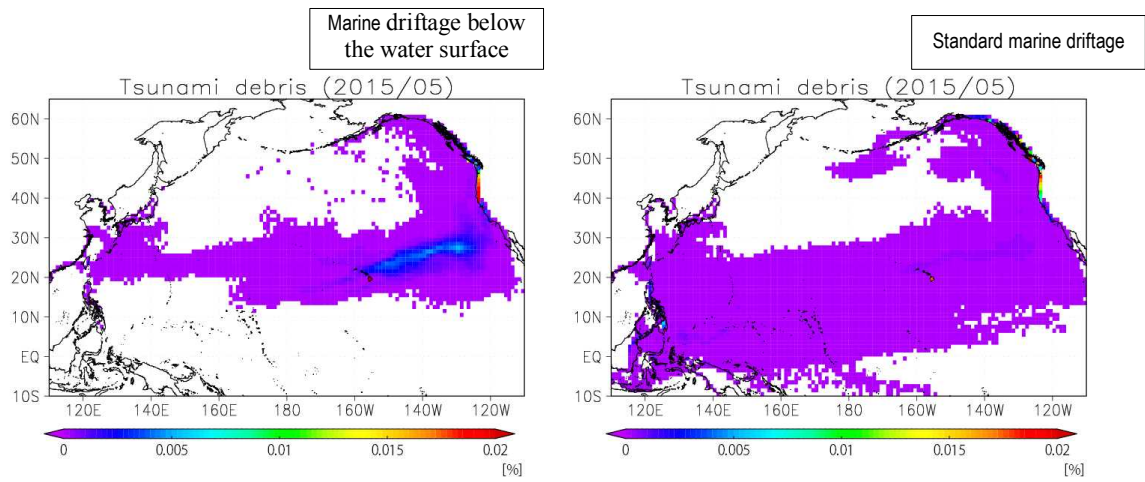 Marine driftage below
the water surface
Tsunami debris (2015/05)
60N
50N
40N
30N
20N
10N
EQ
10S
120E 140E 160E 180 160W 140W 120W
0 0.005 0.01 0.015 0.02
[%]
Standard marine driftage
Tsunami debris (2015/05)
60N
50N
40N
30N
20N
10N
EQ
10S
120E 140E 160E 180 160W 140W 120W
0 0.005 0.01 0.015 0.02
[%]